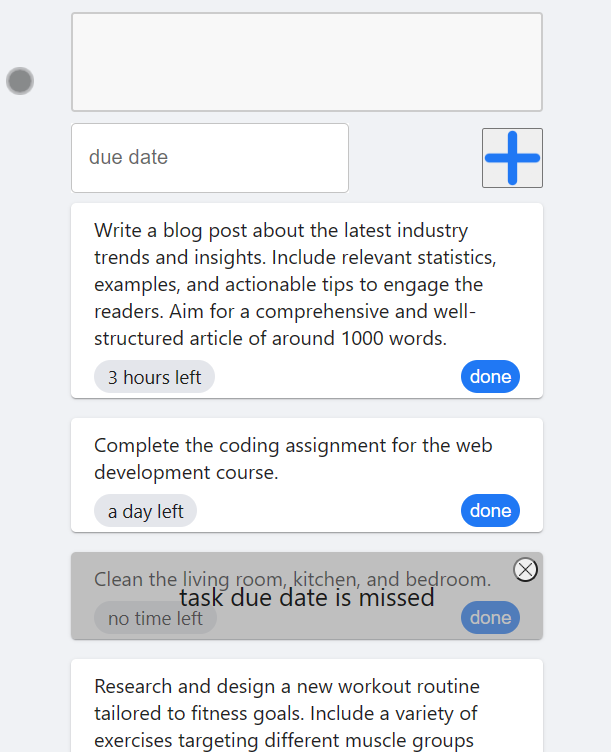 due date
Write a blog post about the latest industry
trends and insights. Include relevant statistics,
examples, and actionable tips to engage the
readers. Aim for a comprehensive and well-
structured article of around 1000 words.
3 hours left
done
Complete the coding assignment for the web
development course.
a day left
done
Clean the living room, kitchen, and bedroom.
task due date is missed
no time left
done
Research and design a new workout routine
tailored to fitness goals. Include a variety of
exercises targeting different muscle groups